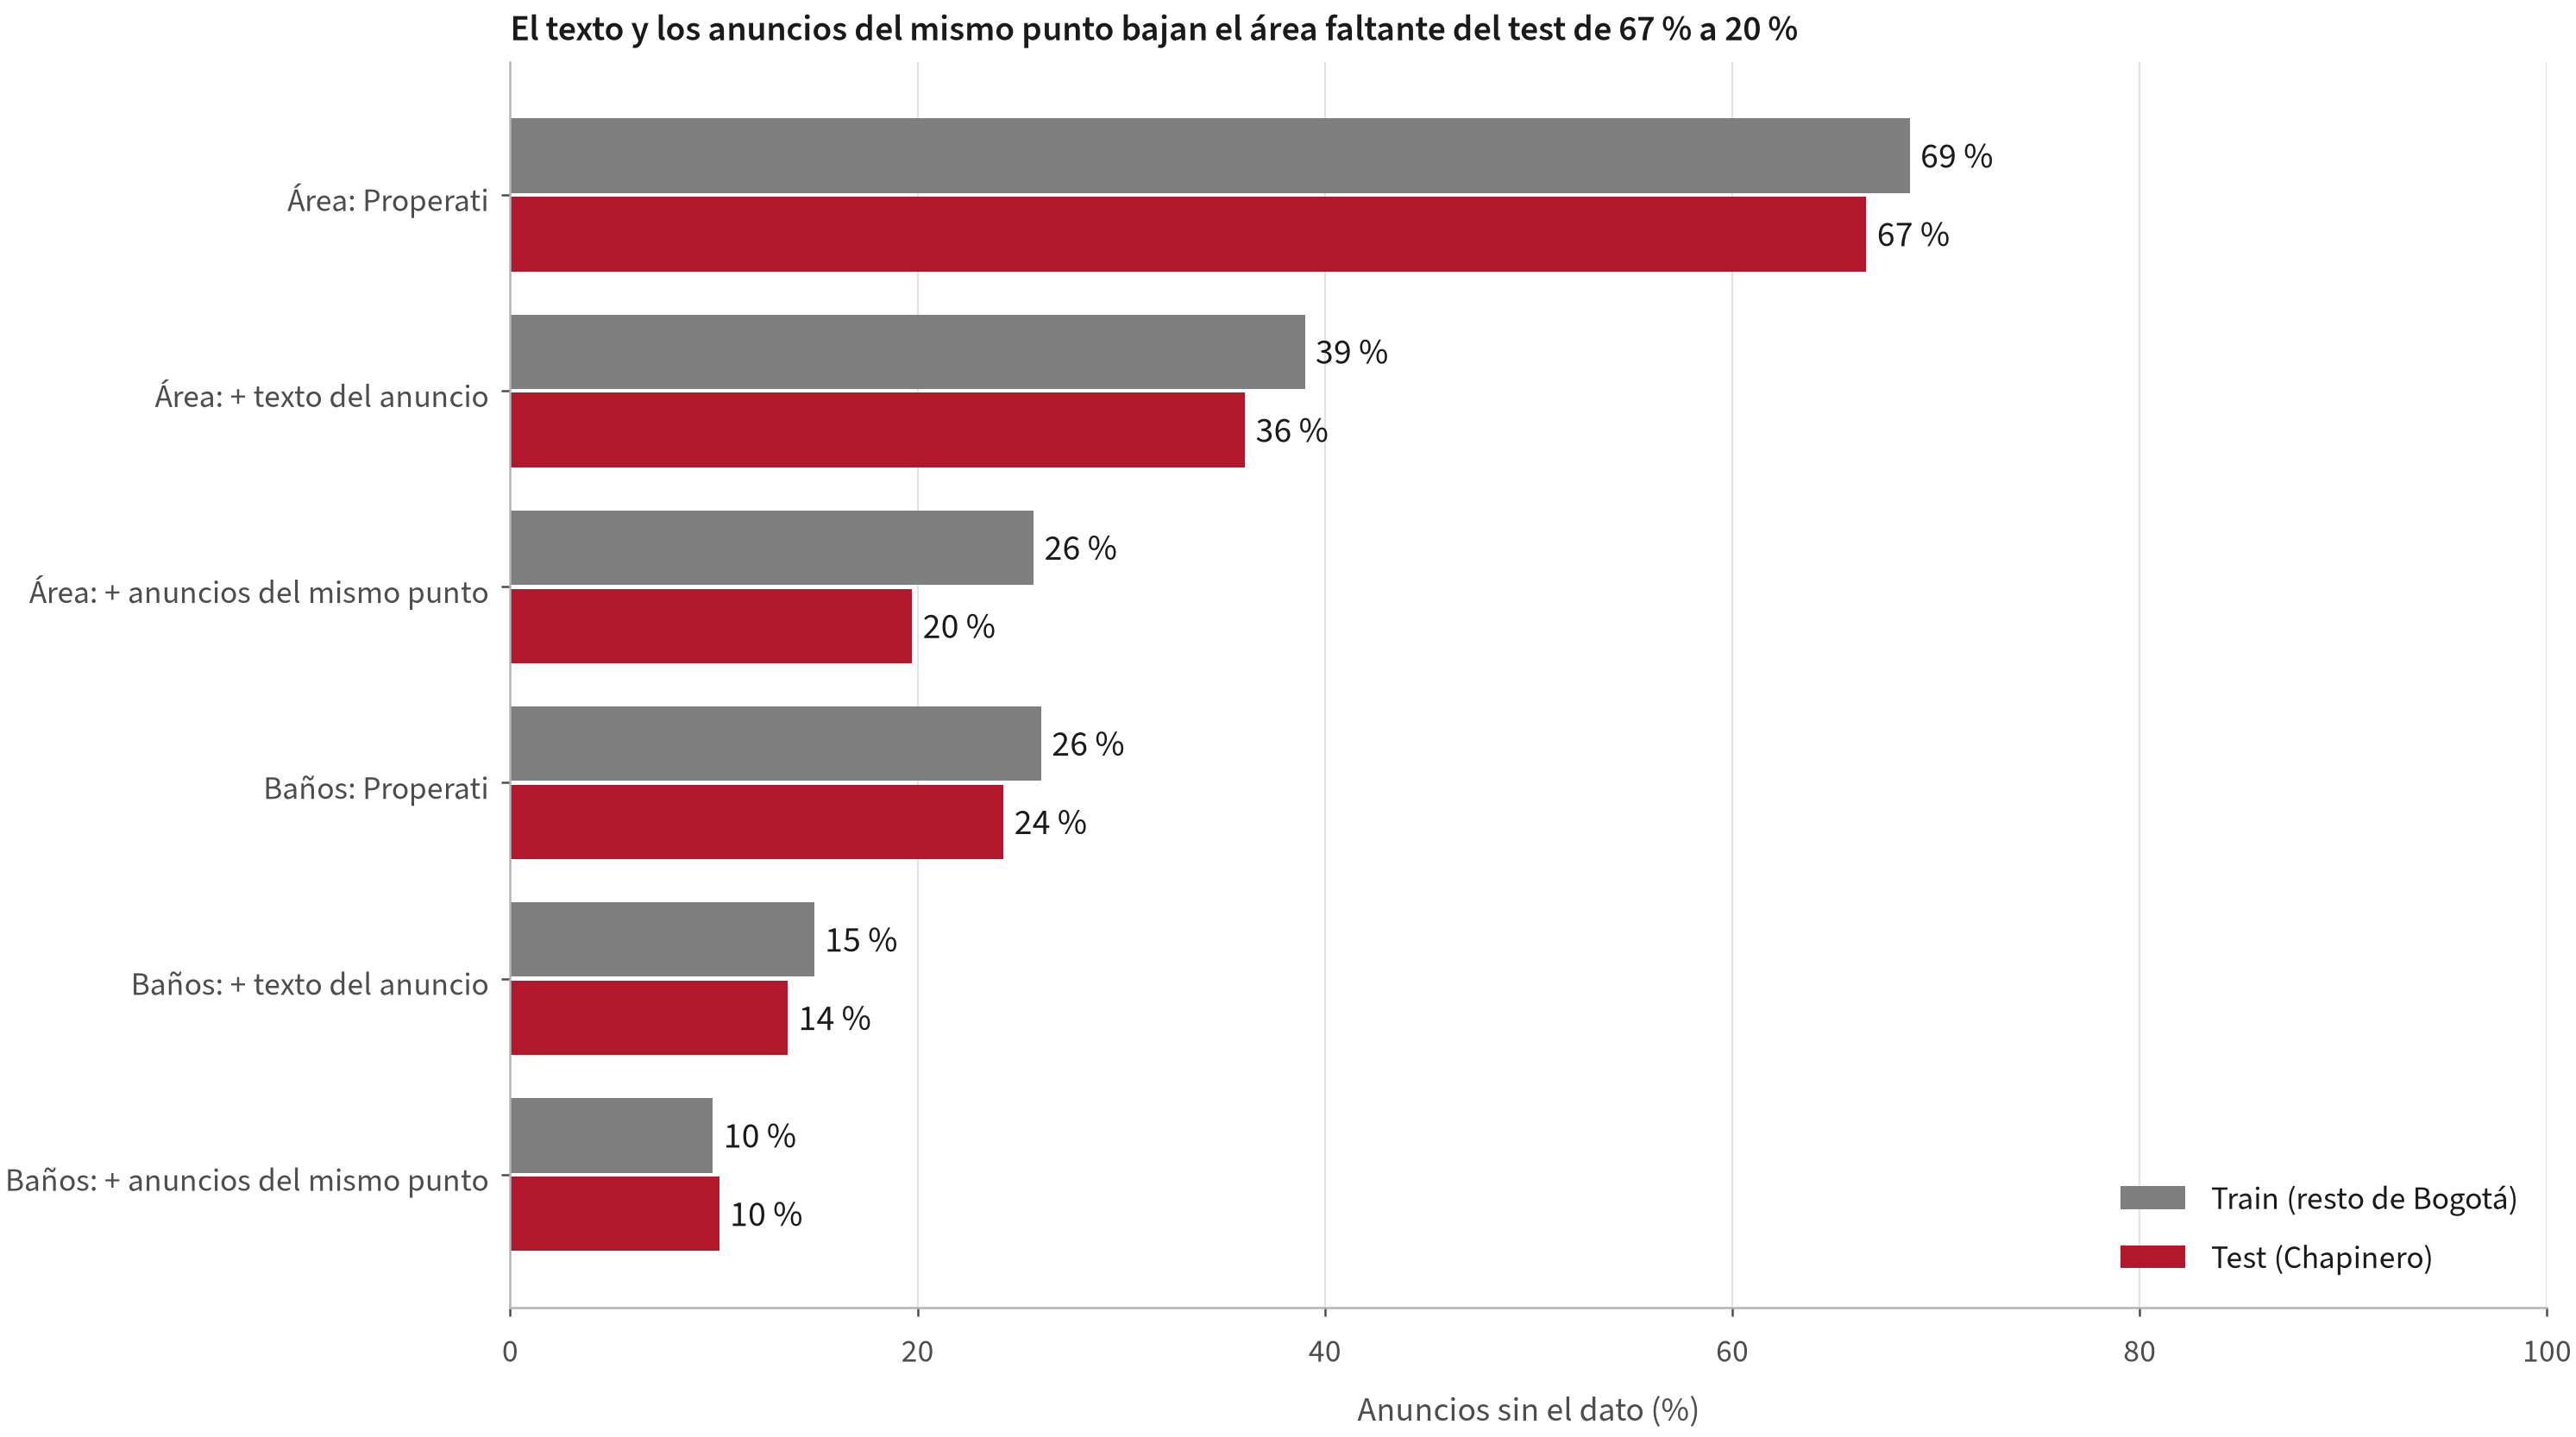 El texto y los anuncios del mismo punto bajan el área faltante del test de 67 % a 20 %
Área: Properati
69 %
67 %
Área: + texto del anuncio
39 %
36 %
Área: + anuncios del mismo punto
26 %
20 %
Baños: Properati
26 %
24 %
Baños: + texto del anuncio
15 %
14 %
Baños: + anuncios del mismo punto
10 %
10 %
Train (resto de Bogotá)
Test (Chapinero)
0 20 40 60 80 100
Anuncios sin el dato (%)